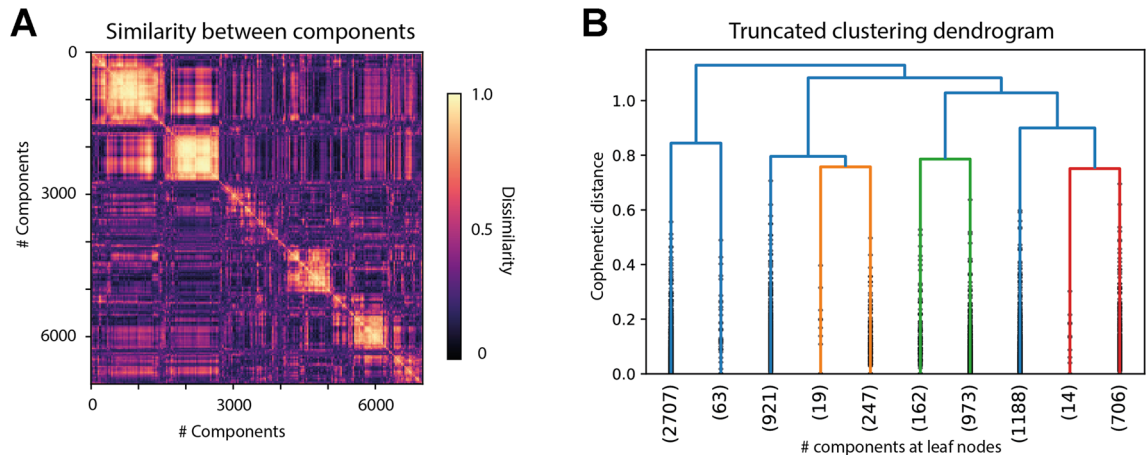 A
Similarity between components
0
3000
6000
# Components
0
3000
6000
# Components
1.0
0.5
0
Dissimilarity
B
Truncated clustering dendrogram
1.0
0.8
0.6
0.4
0.2
0.0
Cophenetic distance
(2707)
(63)
(921)
(19)
(247)
(162)
(973)
(1188)
(14)
(706)
# components at leaf nodes